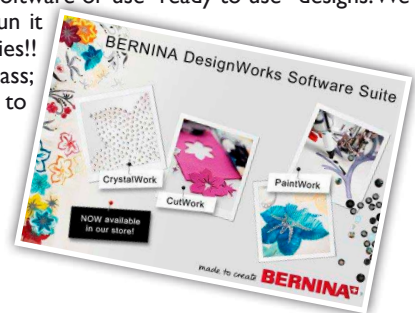 software or use "ready to use" designs. We
un it
ies!!
ass;
to
BERNINA DesignWorks Software Suite
CrystalWork
CutWork
PaintWork
NOW available
in our store!
made to create BERNINA